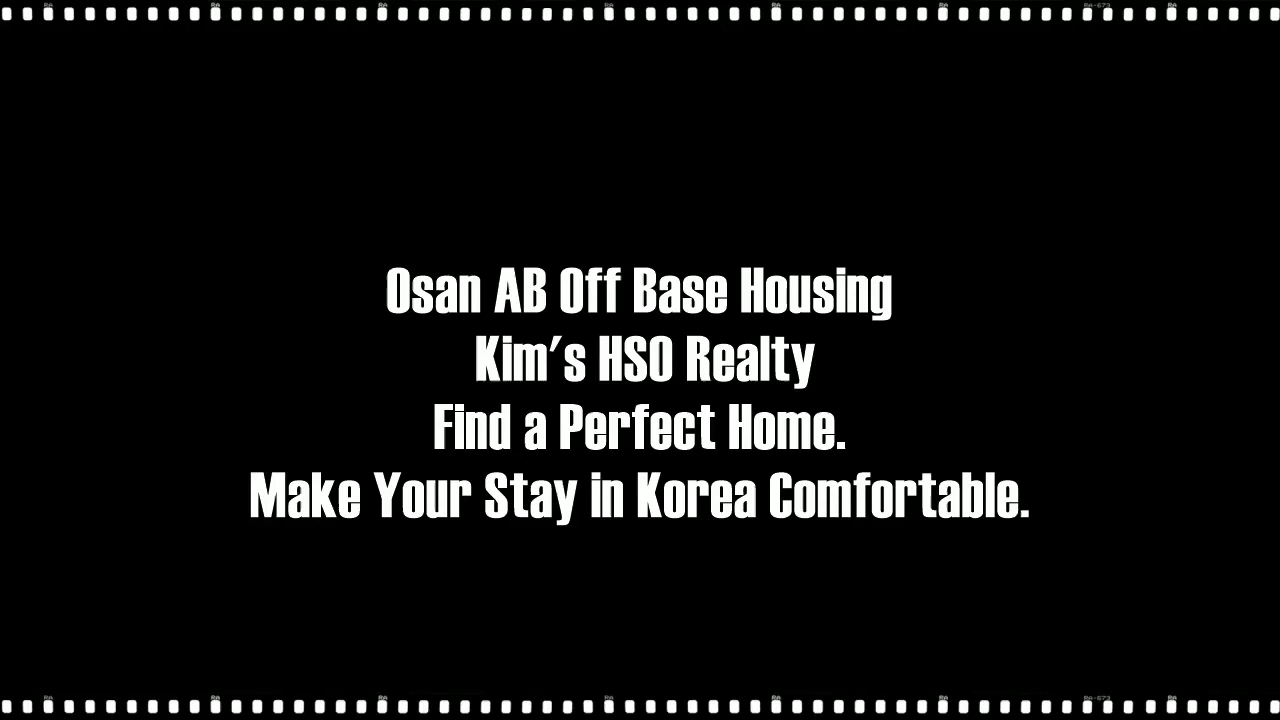 Osan AB Off Base Housing
Kim's HSO Realty
Find a Perfect Home.
Make Your Stay in Korea Comfortable.